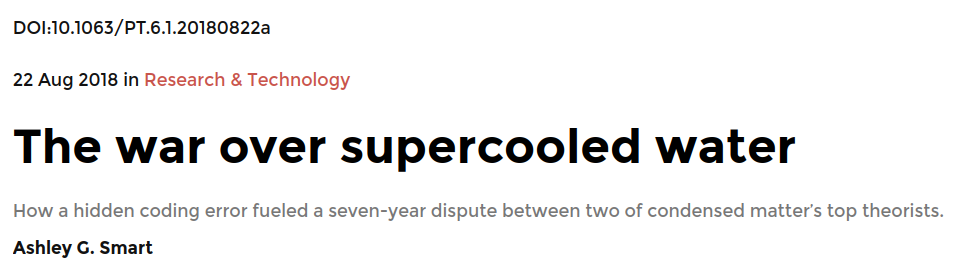 DOI:10.1063/PT.6.1.20180822a
22 Aug 2018 in Research & Technology
The war over supercooled water
How a hidden coding error fueled a seven-year dispute between two of condensed matter's top theorists.
Ashley G. Smart